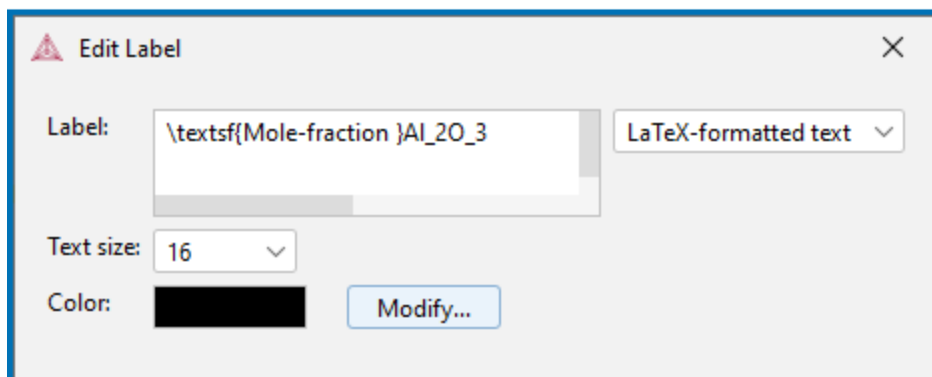 Edit Label
Label: \textsf{Mole-fraction }Al_2O_3 LaTeX-formatted text
Text size: 16
Color: Modify...